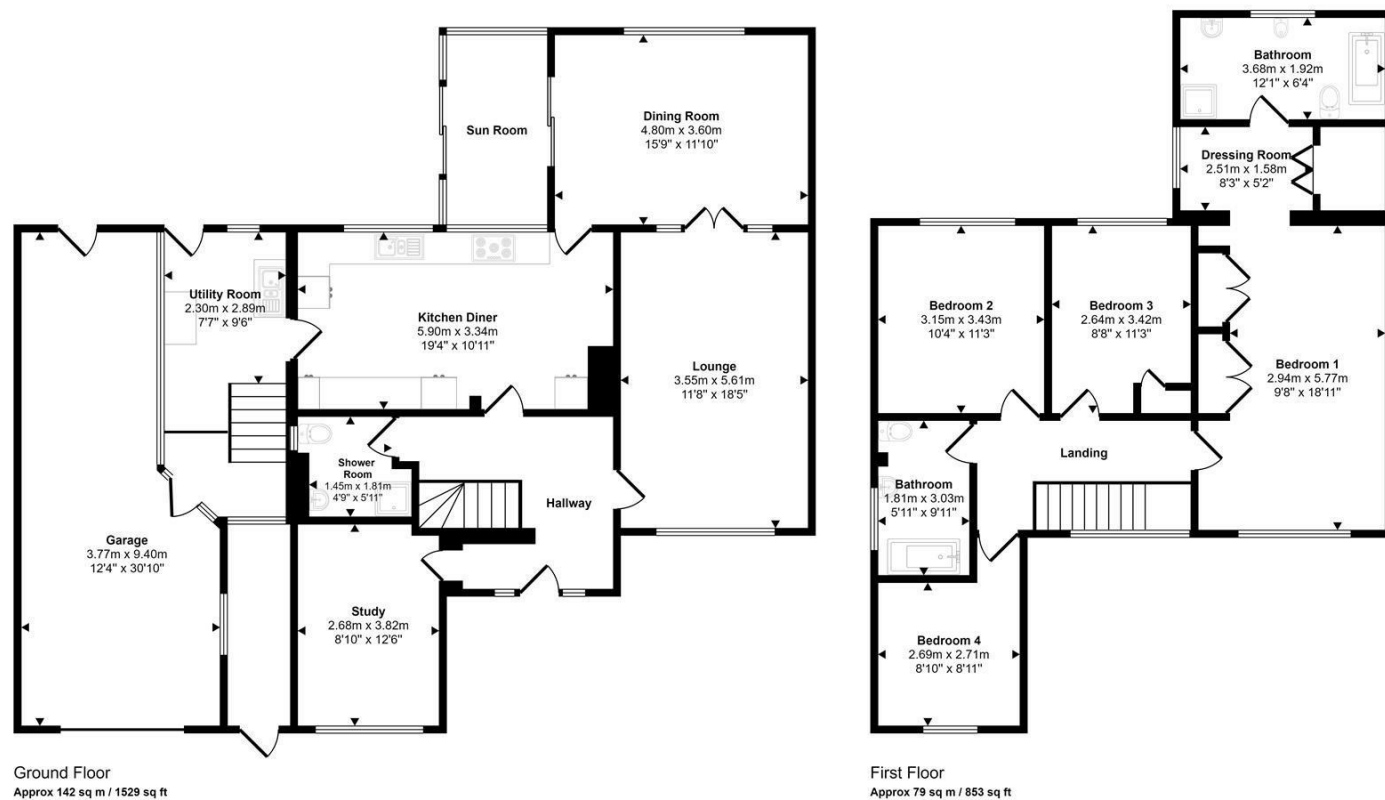 Sun Room
Dining Room
4.80m x 3.60m
15'9" x 11'10"
Utility Room
2.30m x 2.89m
7'7" x 9'6"
Kitchen Diner
5.90m x 3.34m
19'4" x 10'11"
Lounge
3.55m x 5.61m
11'8" x 18'5"
Shower
Room
1.45m x 1.81m
4'9" x 5'11"
Hallway
Garage
3.77m x 9.40m
12'4" x 30'10"
Study
2.68m x 3.82m
8'10" x 12'6"
Ground Floor
Approx 142 sq m / 1529 sq ft
Bathroom
3.68m x 1.92m
12'1" x 6'4"
Dressing Room
2.51m x 1.58m
8'3" x 5'2"
Bedroom 2
3.15m x 3.43m
10'4" x 11'3"
Bedroom 3
2.64m x 3.42m
8'8" x 11'3"
Bedroom 1
2.94m x 5.77m
9'8" x 18'11"
Landing
Bathroom
1.81m x 3.03m
5'11" x 9'11"
Bedroom 4
2.69m x 2.71m
8'10" x 8'11"
First Floor
Approx 79 sq m / 853 sq ft